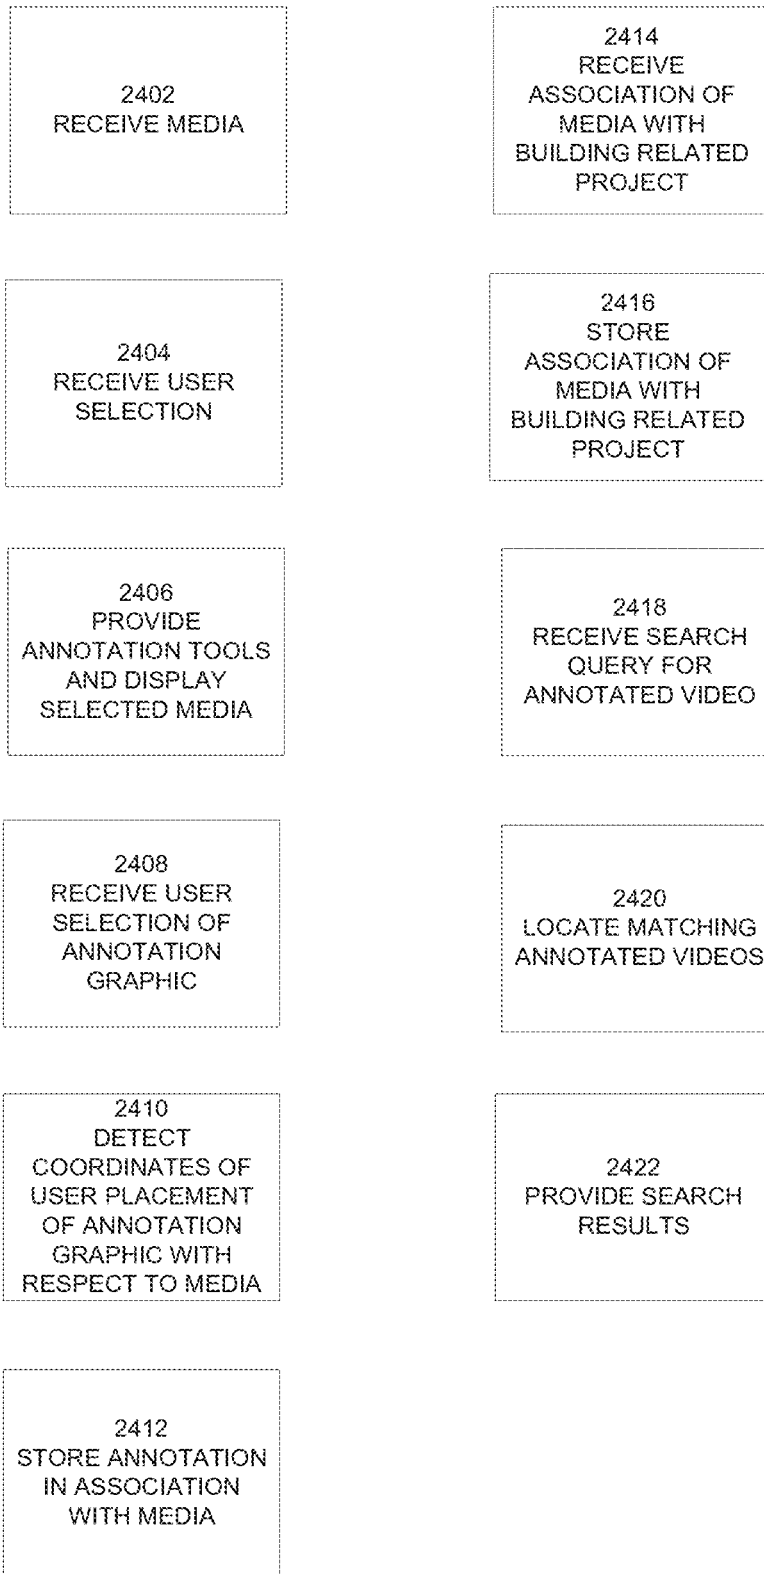 2402
RECEIVE MEDIA
2404
RECEIVE USER
SELECTION
2406
PROVIDE
ANNOTATION TOOLS
AND DISPLAY
SELECTED MEDIA
2408
RECEIVE USER
SELECTION OF
ANNOTATION
GRAPHIC
2410
DETECT
COORDINATES OF
USER PLACEMENT
OF ANNOTATION
GRAPHIC WITH
RESPECT TO MEDIA
2412
STORE ANNOTATION
IN ASSOCIATION
WITH MEDIA
2414
RECEIVE
ASSOCIATION OF
MEDIA WITH
BUILDING RELATED
PROJECT
2416
STORE
ASSOCIATION OF
MEDIA WITH
BUILDING RELATED
PROJECT
2418
RECEIVE SEARCH
QUERY FOR
ANNOTATED VIDEO
2420
LOCATE MATCHING
ANNOTATED VIDEOS
2422
PROVIDE SEARCH
RESULTS